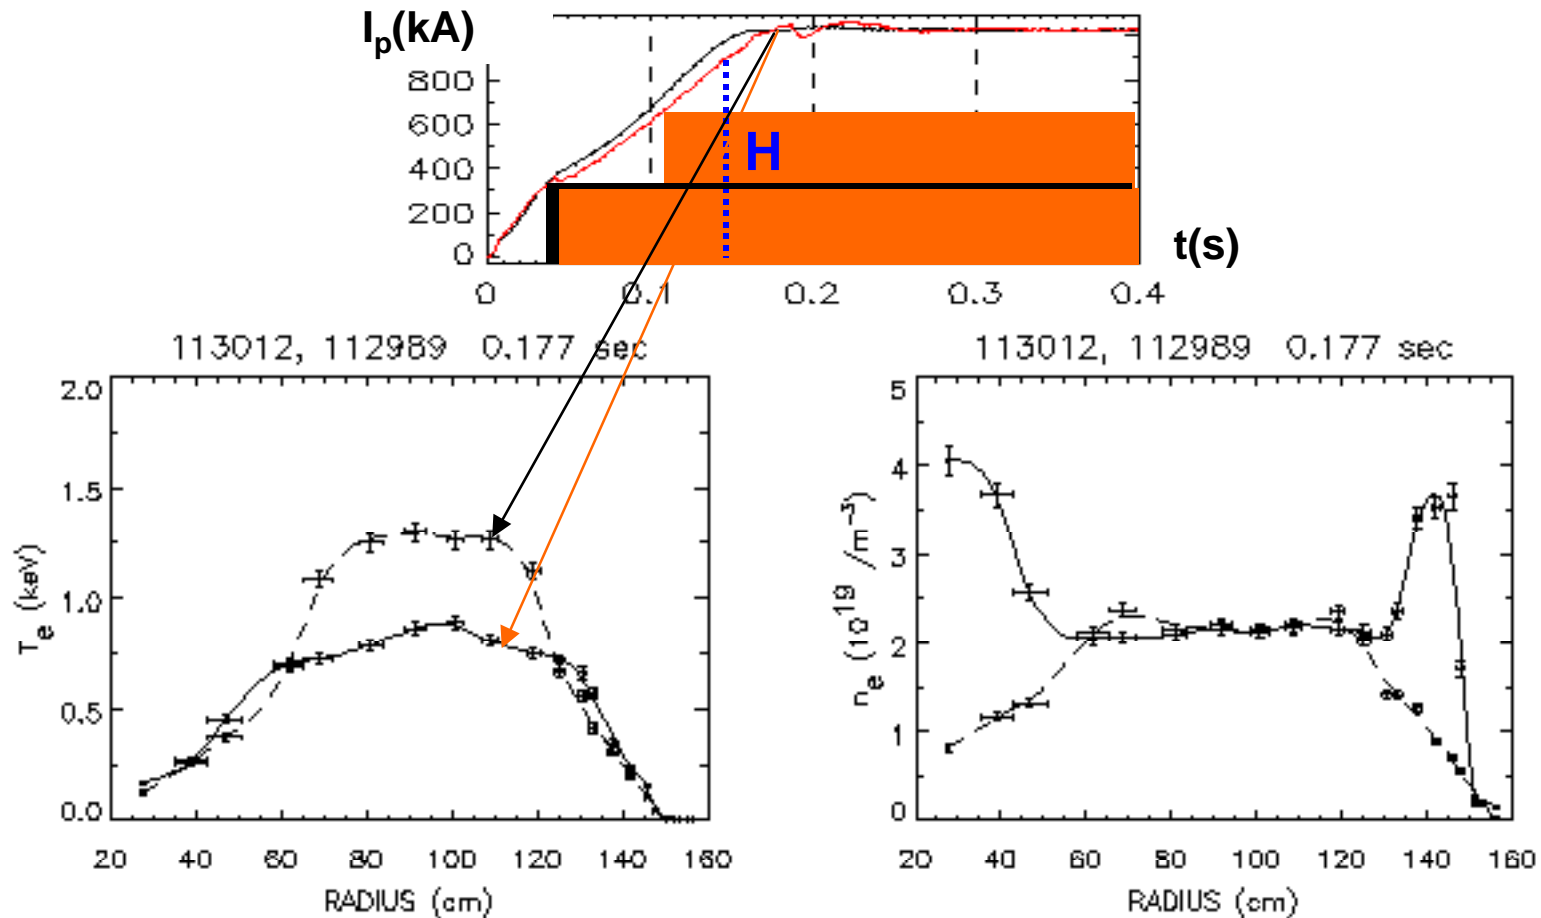 Ip(kA)
800
600
400
200
0
H
t(s)
0 0.1 0.2 0.3 0.4
113012, 112989 0.177 sec
2.0
1.5
1.0
0.5
0.0
Te (keV)
20 40 60 80 100 120 140 160
RADIUS (cm)
113012, 112989 0.177 sec
5
4
3
2
1
0
ne (10^19 /m^-3)
20 40 60 80 100 120 140 160
RADIUS (cm)